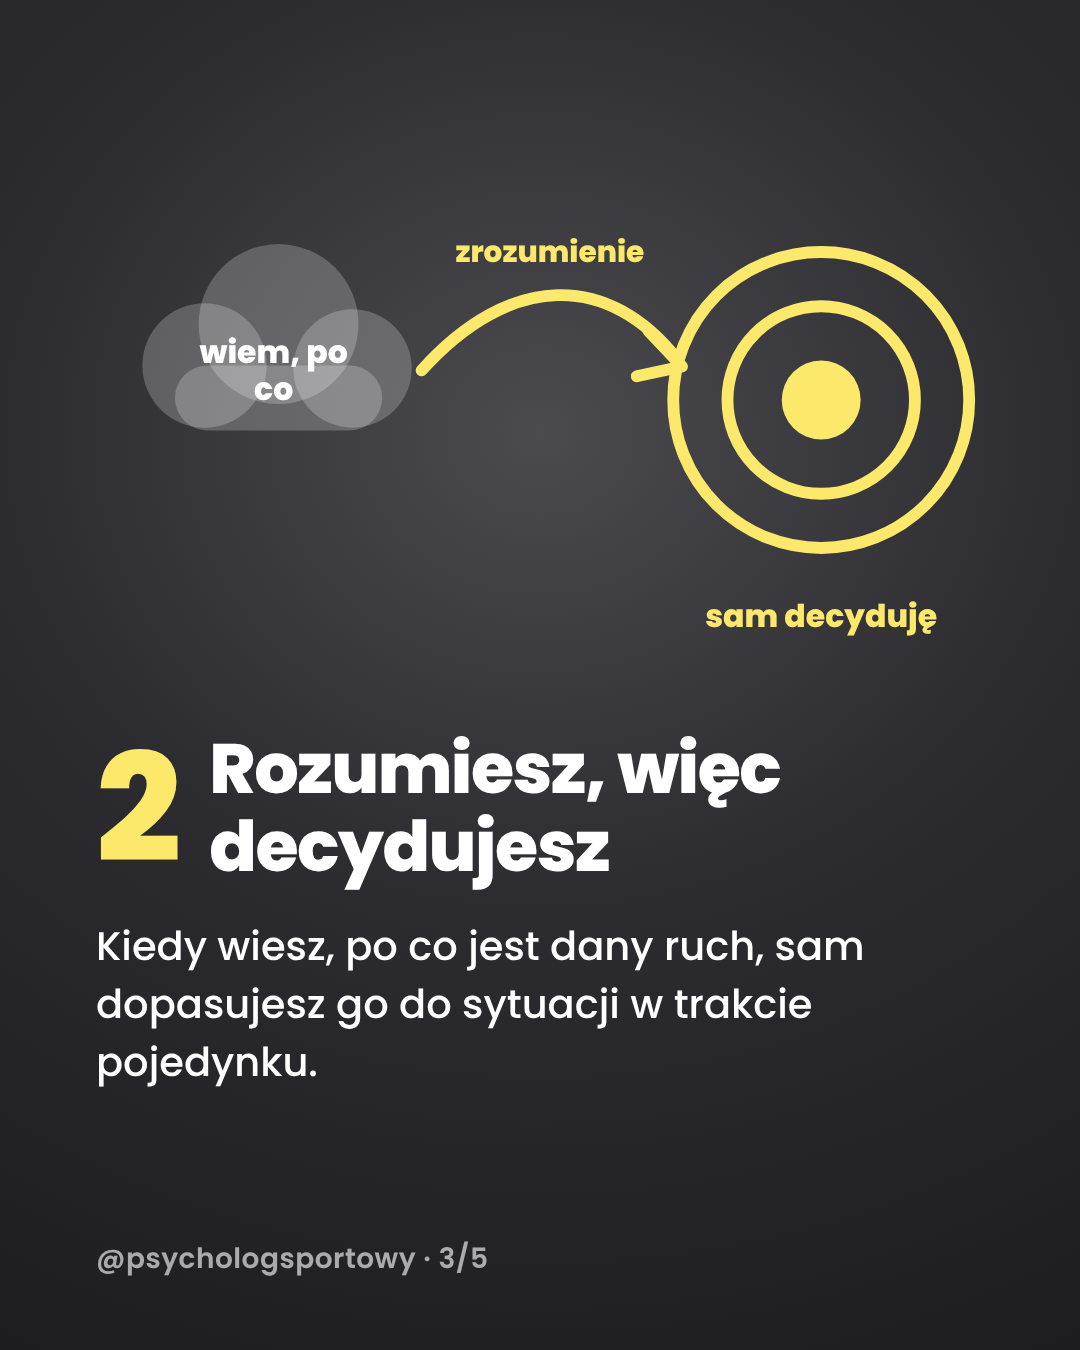 zrozumienie
wiem, po
co
sam decyduję
2 Rozumiesz, więc
decydujesz
Kiedy wiesz, po co jest dany ruch, sam
dopasujesz go do sytuacji w trakcie
pojedynku.
@psychologsportowy · 3/5